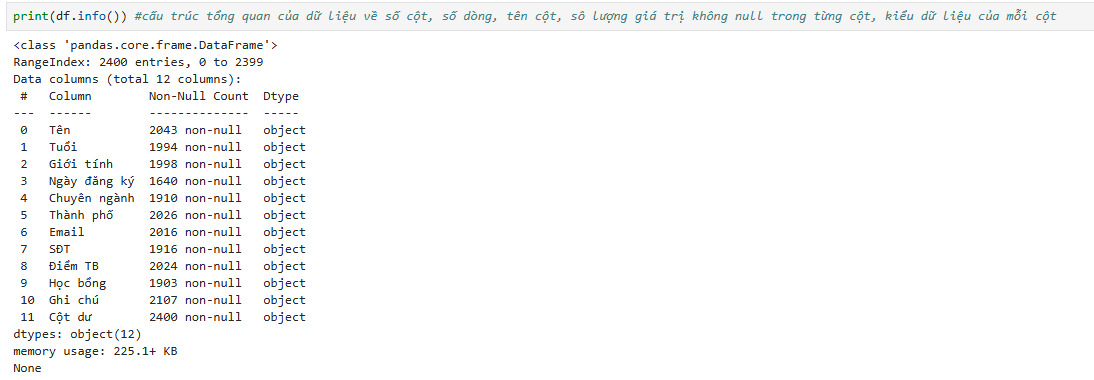 print(df.info()) #cấu trúc tổng quan của dữ liệu về số cột, số dòng, tên cột, sô lượng giá trị không null trong từng cột, kiểu dữ liệu của mỗi cột
<class 'pandas.core.frame.DataFrame'>
RangeIndex: 2400 entries, 0 to 2399
Data columns (total 12 columns):
 #   Column        Non-Null Count  Dtype
---  ------        --------------  -----
 0   Tên           2043 non-null   object
 1   Tuổi          1994 non-null   object
 2   Giới tính     1998 non-null   object
 3   Ngày đăng ký  1640 non-null   object
 4   Chuyên ngành  1910 non-null   object
 5   Thành phố     2026 non-null   object
 6   Email         2016 non-null   object
 7   SĐT           1916 non-null   object
 8   Điểm TB       2024 non-null   object
 9   Học bổng      1903 non-null   object
 10  Ghi chú       2107 non-null   object
 11  Cột dư        2400 non-null   object
dtypes: object(12)
memory usage: 225.1+ KB
None